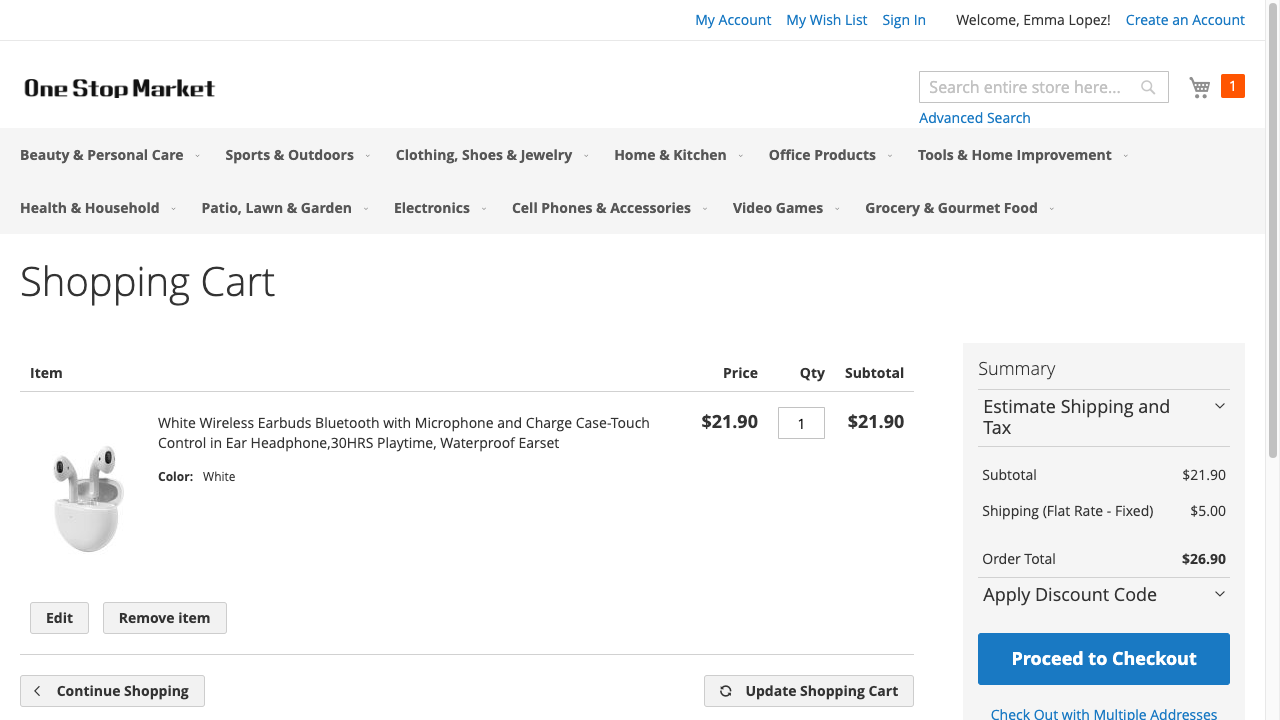 My Account My Wish List Sign In Welcome, Emma Lopez! Create an Account
One Stop Market
Search entire store here...
1
Advanced Search
Beauty & Personal Care Sports & Outdoors Clothing, Shoes & Jewelry Home & Kitchen Office Products Tools & Home Improvement
Health & Household Patio, Lawn & Garden Electronics Cell Phones & Accessories Video Games Grocery & Gourmet Food
Shopping Cart
Item Price Qty Subtotal
White Wireless Earbuds Bluetooth with Microphone and Charge Case-Touch
Control in Ear Headphone,30HRS Playtime, Waterproof Earset
$21.90 1 $21.90
Color: White
Edit Remove item
Continue Shopping Update Shopping Cart
Summary
Estimate Shipping and
Tax
Subtotal $21.90
Shipping (Flat Rate - Fixed) $5.00
Order Total $26.90
Apply Discount Code
Proceed to Checkout
Check Out with Multiple Addresses